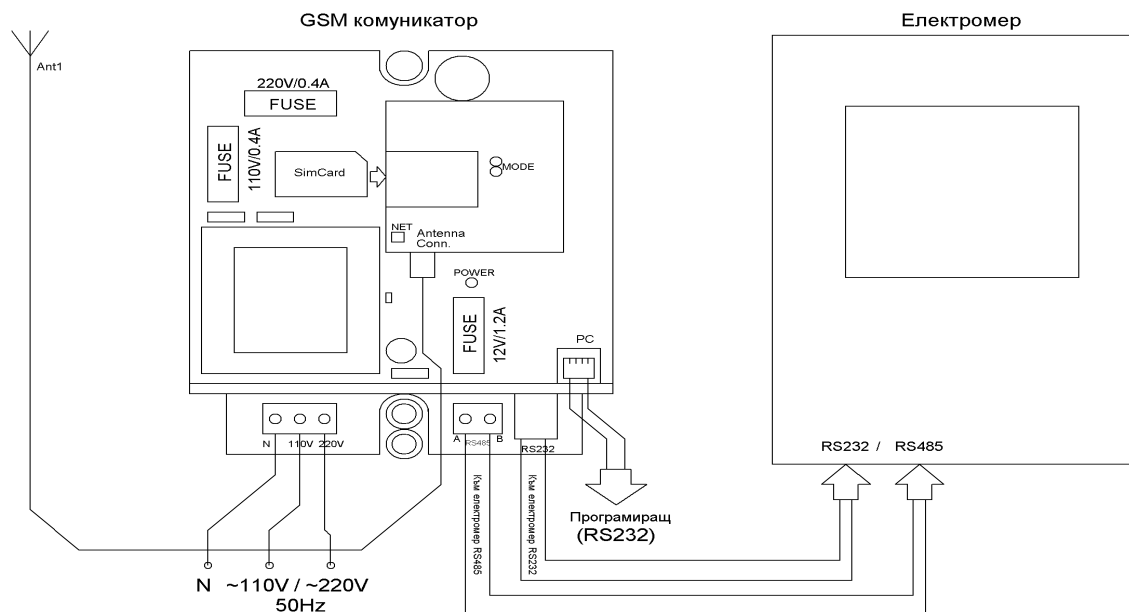 GSM комуникатор
Електромер
Ant1
220V/0.4A
FUSE
FUSE
110V/0.4A
SimCard
MODE
NET
Antenna
Conn.
POWER
FUSE
12V/1.2A
PC
N 110V 220V
A RS485 B
RS232
RS232 / RS485
Към електромер RS485
Към електромер RS232
Програмиращ
(RS232)
N ~110V / ~220V
50Hz